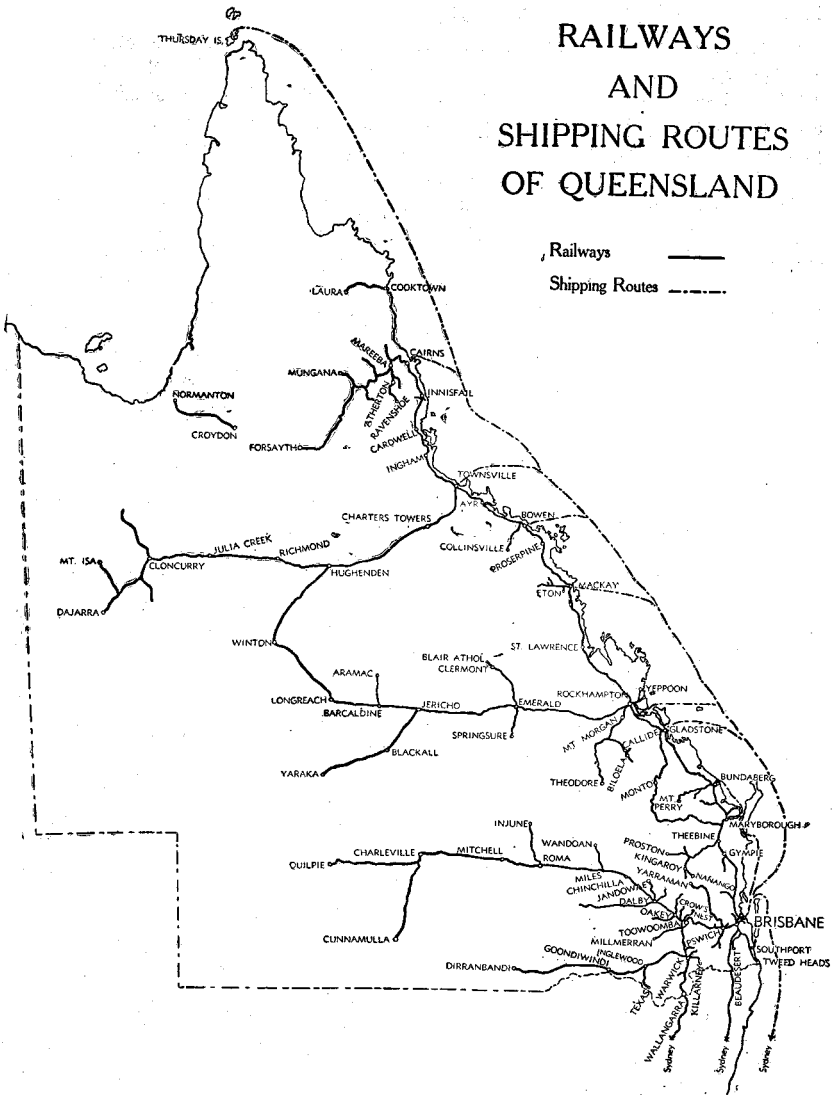 RAILWAYS
AND
SHIPPING ROUTES
OF QUEENSLAND
Railways
Shipping Routes
THURSDAY IS.
LAURA
COOKTOWN
MAREEBA
CAIRNS
MUNGANA
NORMANTON
ATHERTON
RAVENSHOE
INNISFAIL
CROYDON
CARDWELL
FORSAYTH
INGHAM
TOWNSVILLE
AYR
CHARTERS TOWERS
BOWEN
JULIA CREEK
RICHMOND
COLLINSVILLE
PROSERPINE
MT. ISA
CLONCURRY
HUGHENDEN
MACKAY
ETON
DAJARRA
WINTON
ST. LAWRENCE
BLAIR ATHOL
CLERMONT
ARAMAC
ROCKHAMPTON
YEPPOON
LONGREACH
BARCALDINE
JERICHO
EMERALD
MT MORGAN
CALLIDE
GLADSTONE
SPRINGSURE
BLACKALL
BILOELA
YARAKA
THEODORE
MONTO
BUNDABERG
MT.
PERRY
MARYBOROUGH
INJUNE
THEEBINE
WANDOAN
PROSTON
GYMPIE
CHARLEVILLE
MITCHELL
KINGAROY
QUILPIE
ROMA
YARRAMAN
NANANGO
MILES
CHINCHILLA
JANDOWAE
DALBY
CROW'S
NEST
OAKEY
BRISBANE
TOOWOOMBA
IPSWICH
CUNNAMULLA
MILLMERRAN
SOUTHPORT
GOONDIWINDI
INGLEWOOD
TWEED HEADS
DIRRANBANDI
WARWICK
KILLARNEY
BEAUDESERT
TEXAS
WALLANGARRA
Sydney
Sydney
Sydney